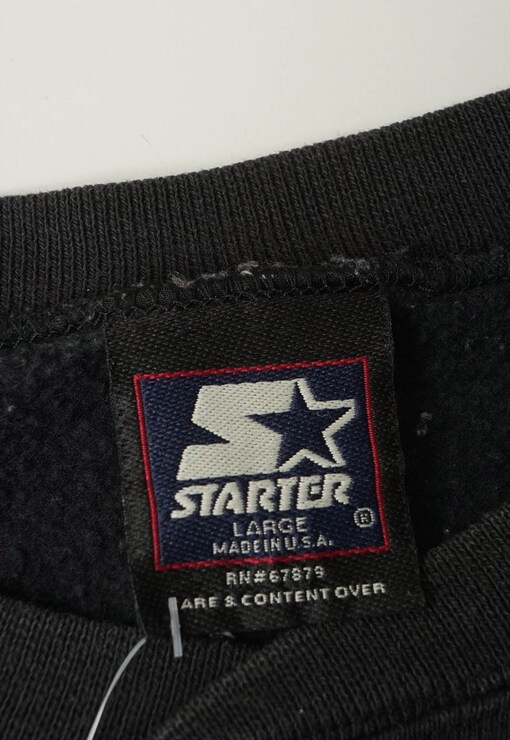 STARTER
LARGE ®
MADE IN U.S.A.
RN#67879
ARE & CONTENT OVER